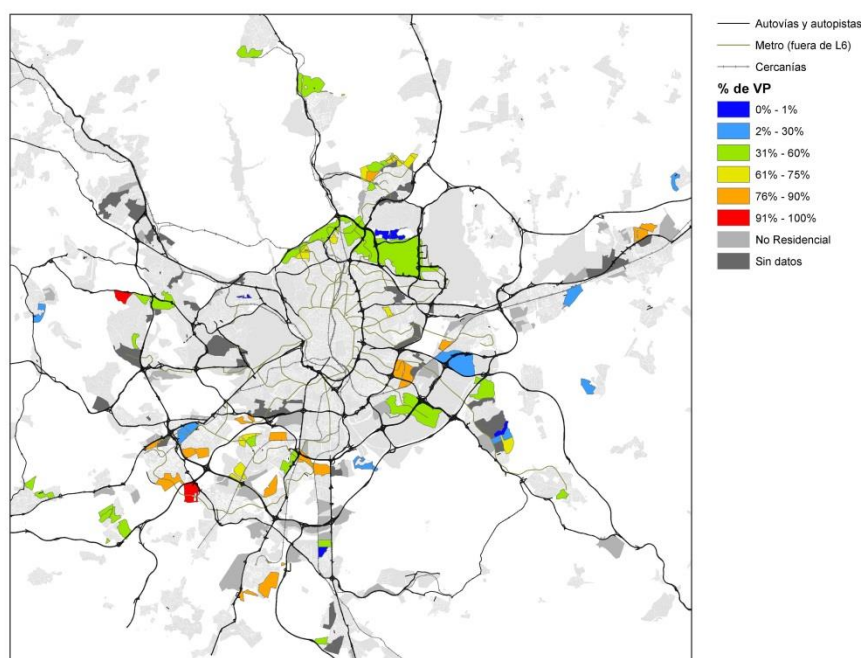 Autovías y autopistas
Metro (fuera de L6)
Cercanías
% de VP
0% - 1%
2% - 30%
31% - 60%
61% - 75%
76% - 90%
91% - 100%
No Residencial
Sin datos